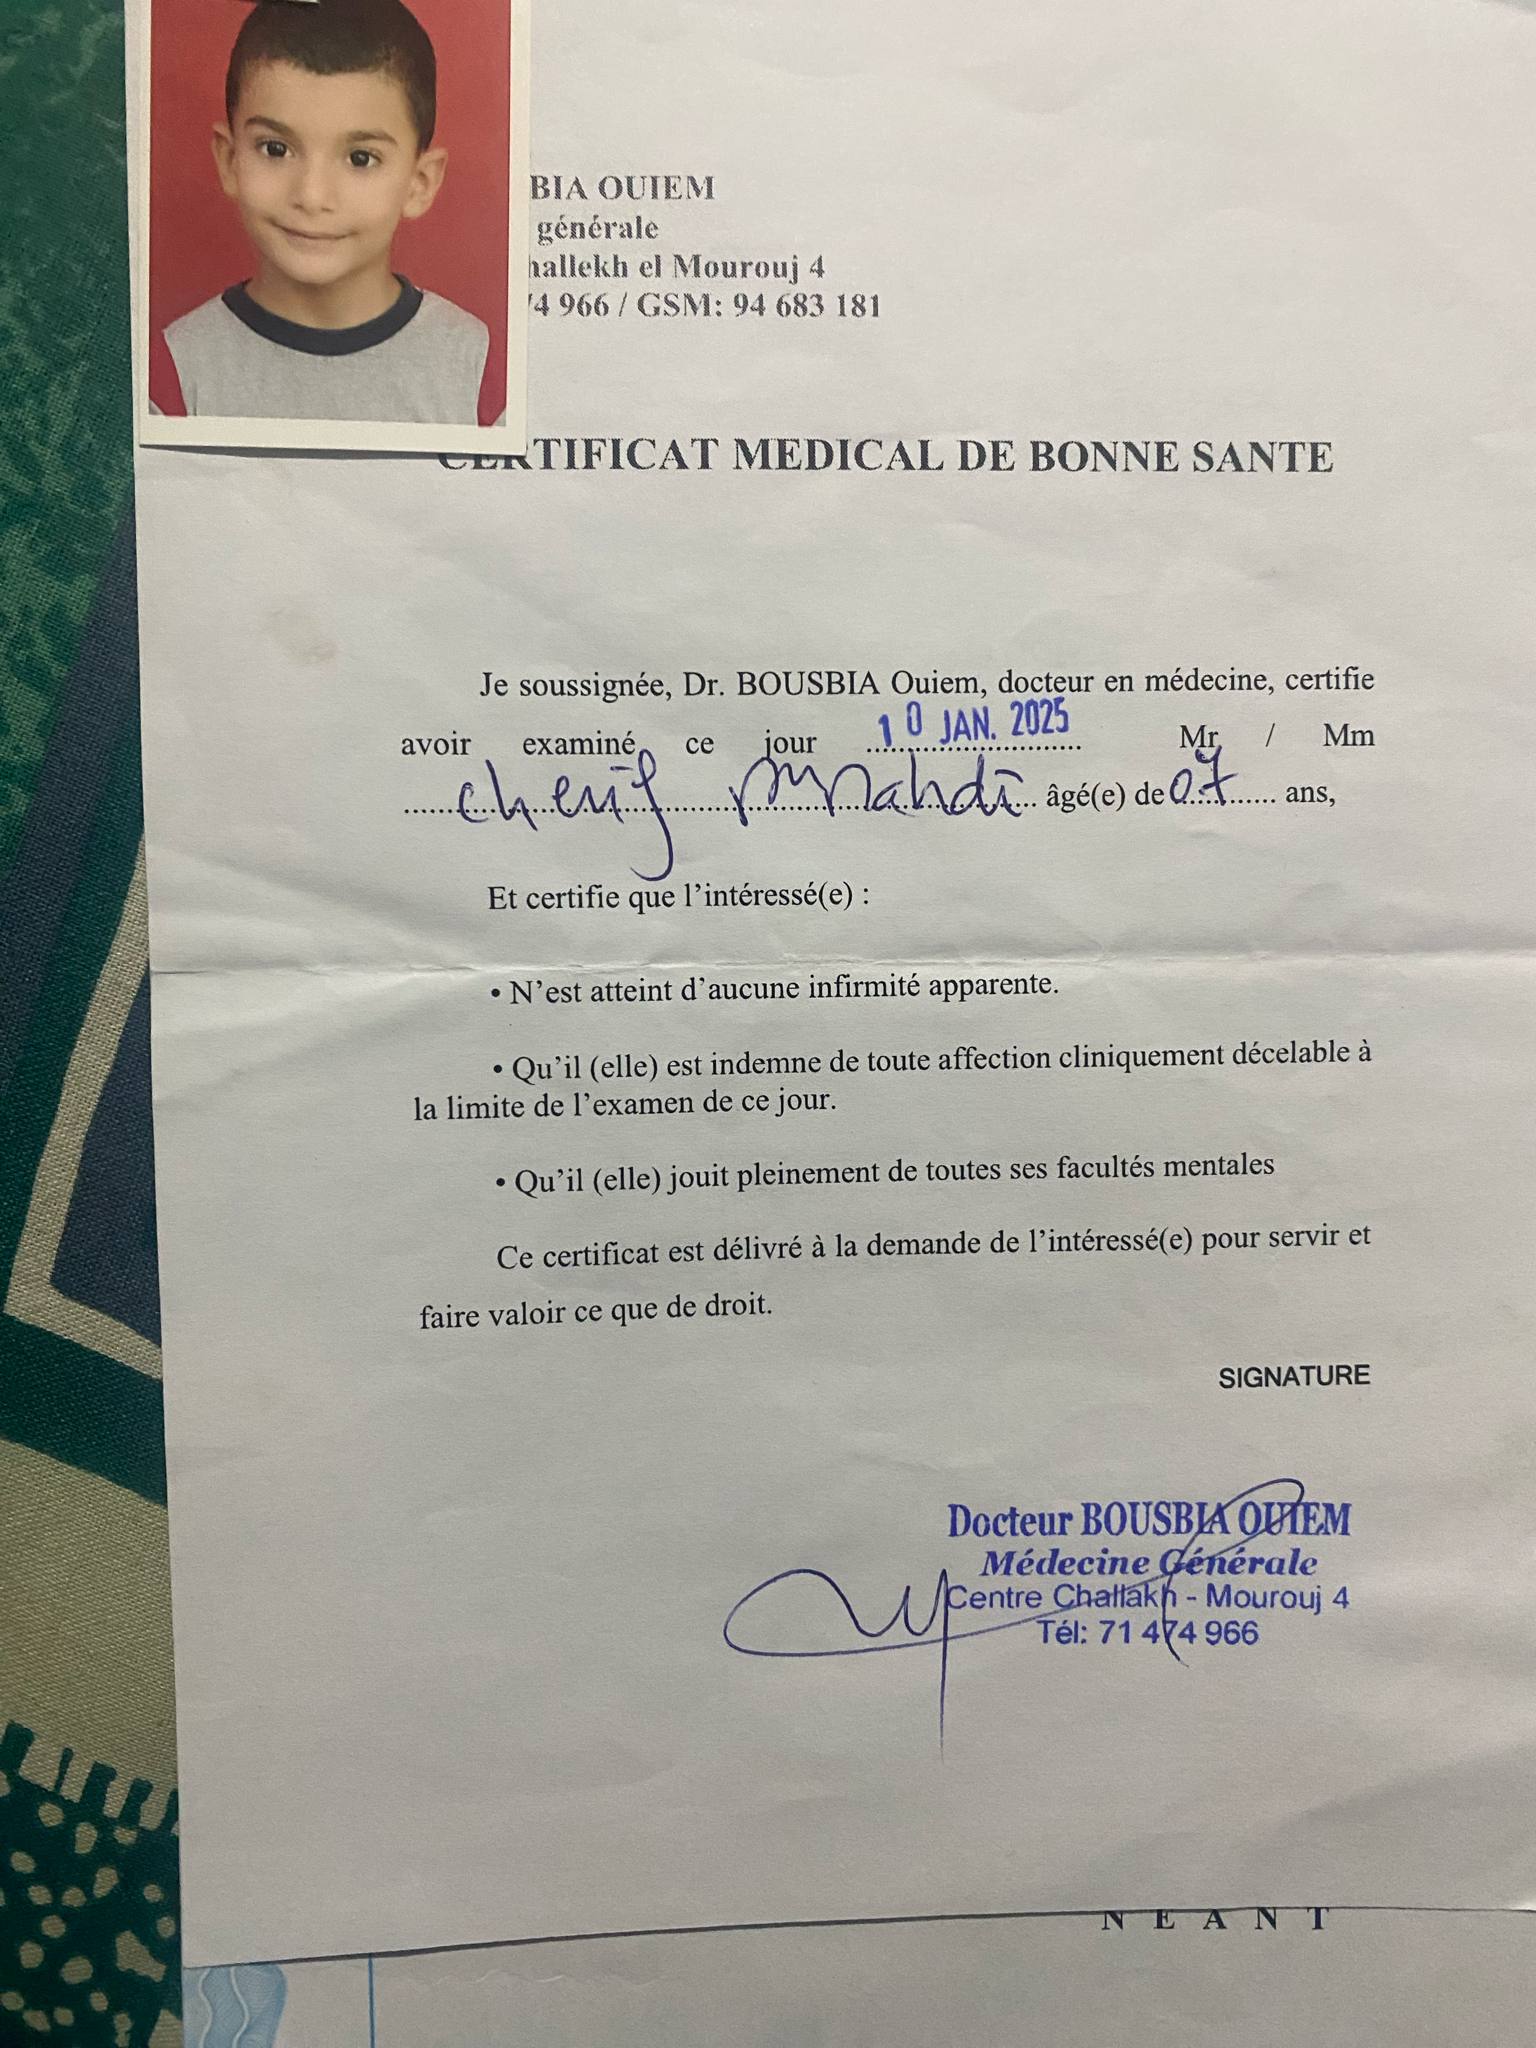 BIA OUIEM
générale
hallekh el Mourouj 4
74 966 / GSM: 94 683 181
CERTIFICAT MEDICAL DE BONNE SANTE
Je soussignée, Dr. BOUSBIA Ouiem, docteur en médecine, certifie
avoir examiné ce jour 10 JAN. 2025 Mr / Mm
cherif Mahdi âgé(e) de 07 ans,
Et certifie que l’intéressé(e) :
• N’est atteint d’aucune infirmité apparente.
• Qu’il (elle) est indemne de toute affection cliniquement décelable à
la limite de l’examen de ce jour.
• Qu’il (elle) jouit pleinement de toutes ses facultés mentales
Ce certificat est délivré à la demande de l’intéressé(e) pour servir et
faire valoir ce que de droit.
SIGNATURE
Docteur BOUSBIA OUIEM
Médecine Générale
Centre Challakh - Mourouj 4
Tél: 71 474 966
NEANT